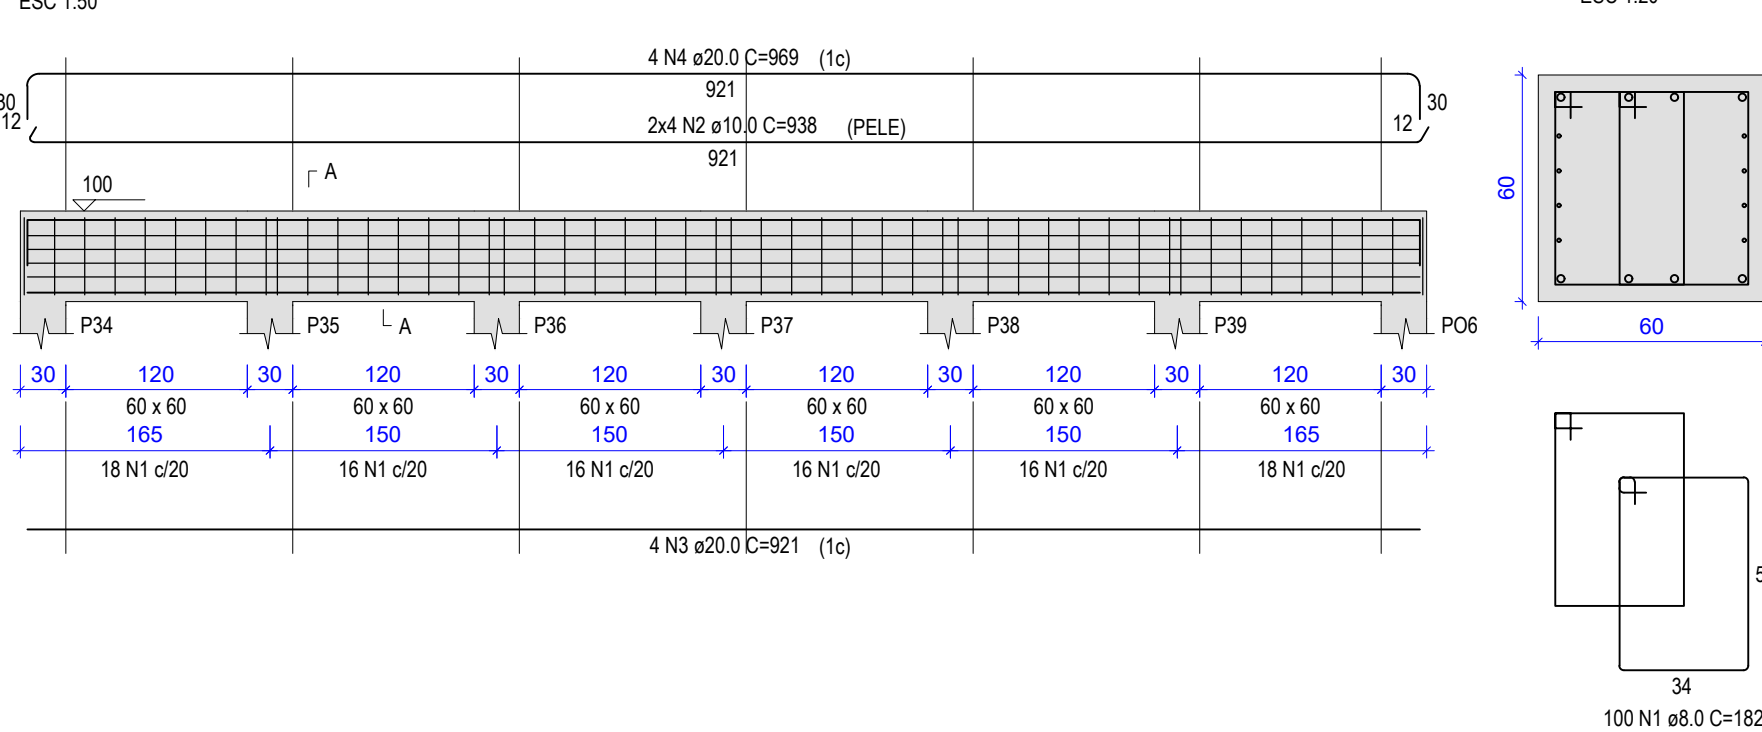 ESC 1:50
4 N4 ø20.0 C=969 (1c)
921
30
12
2x4 N2 ø10.0 C=938 (PELE)
12
30
921
A
100
P34
P35
A
P36
P37
P38
P39
PO6
30 120 30 120 30 120 30 120 30 120 30 120 30
60 x 60 60 x 60 60 x 60 60 x 60 60 x 60 60 x 60
165 150 150 150 150 165
18 N1 c/20 16 N1 c/20 16 N1 c/20 16 N1 c/20 16 N1 c/20 18 N1 c/20
4 N3 ø20.0 C=921 (1c)
60
60
34
100 N1 ø8.0 C=182